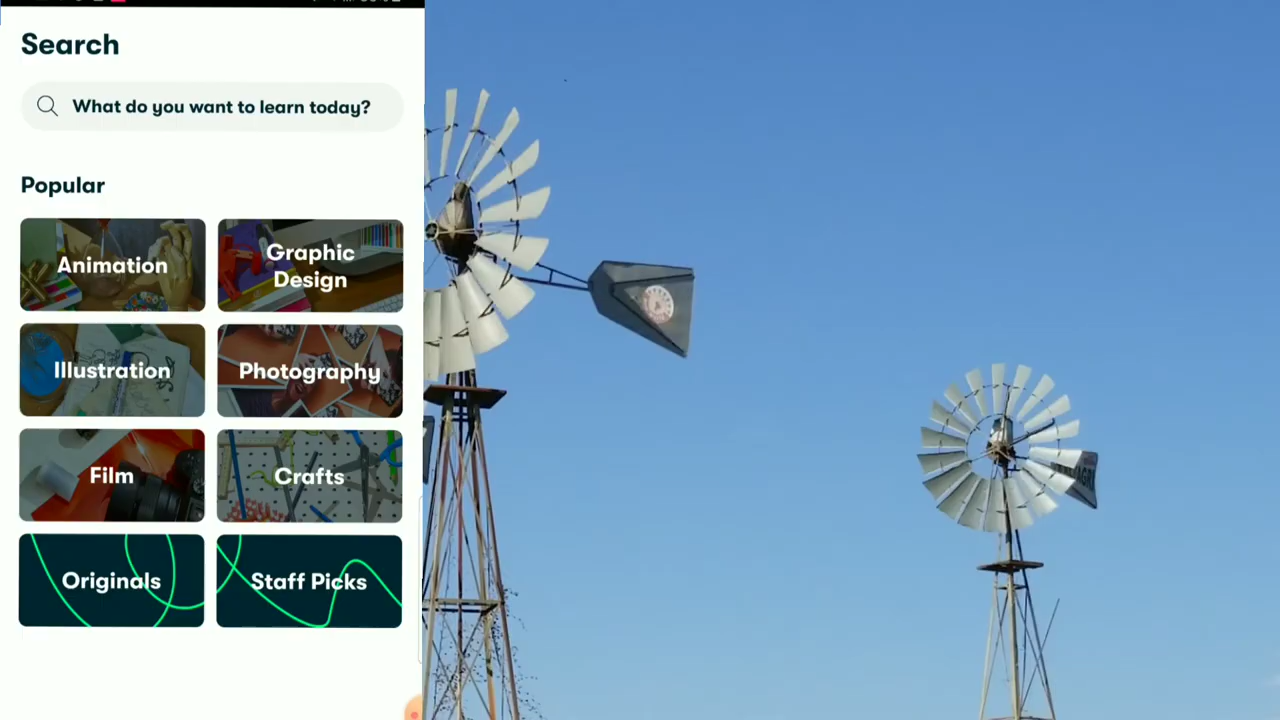 Search
What do you want to learn today?
Popular
Animation
Graphic
Design
Illustration
Photography
Film
Crafts
Originals
Staff Picks